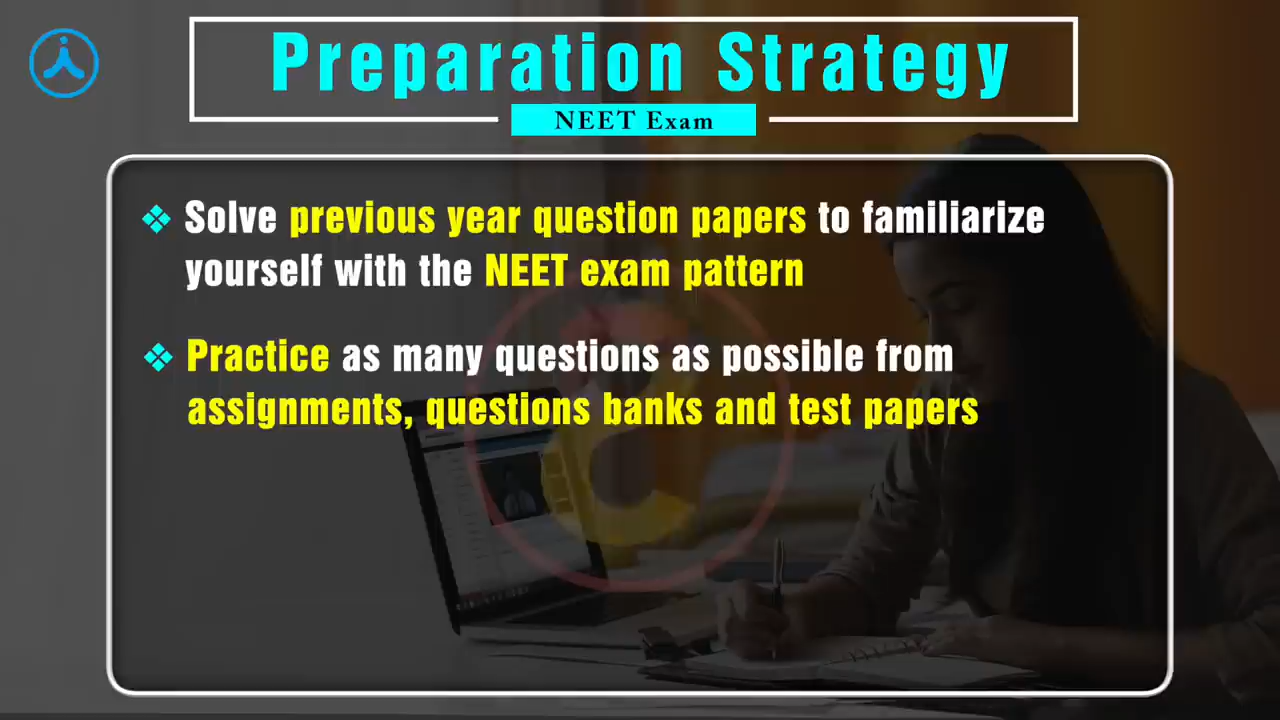 Preparation Strategy
NEET Exam
Solve previous year question papers to familiarize
yourself with the NEET exam pattern
Practice as many questions as possible from
assignments, questions banks and test papers